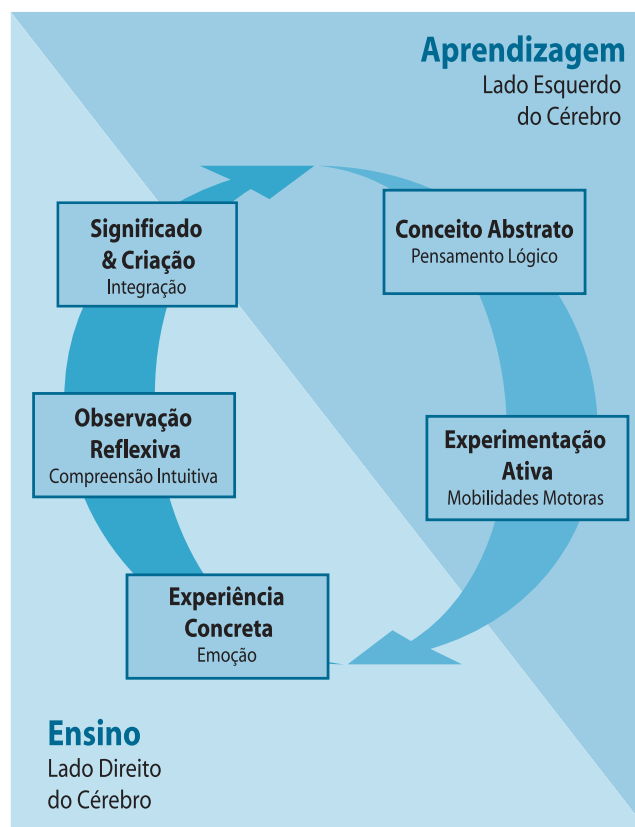 Aprendizagem
Lado Esquerdo
do Cérebro
Significado
& Criação
Integração
Conceito Abstrato
Pensamento Lógico
Observação
Reflexiva
Compreensão Intuitiva
Experimentação
Ativa
Mobilidades Motoras
Experiência
Concreta
Emoção
Ensino
Lado Direito
do Cérebro